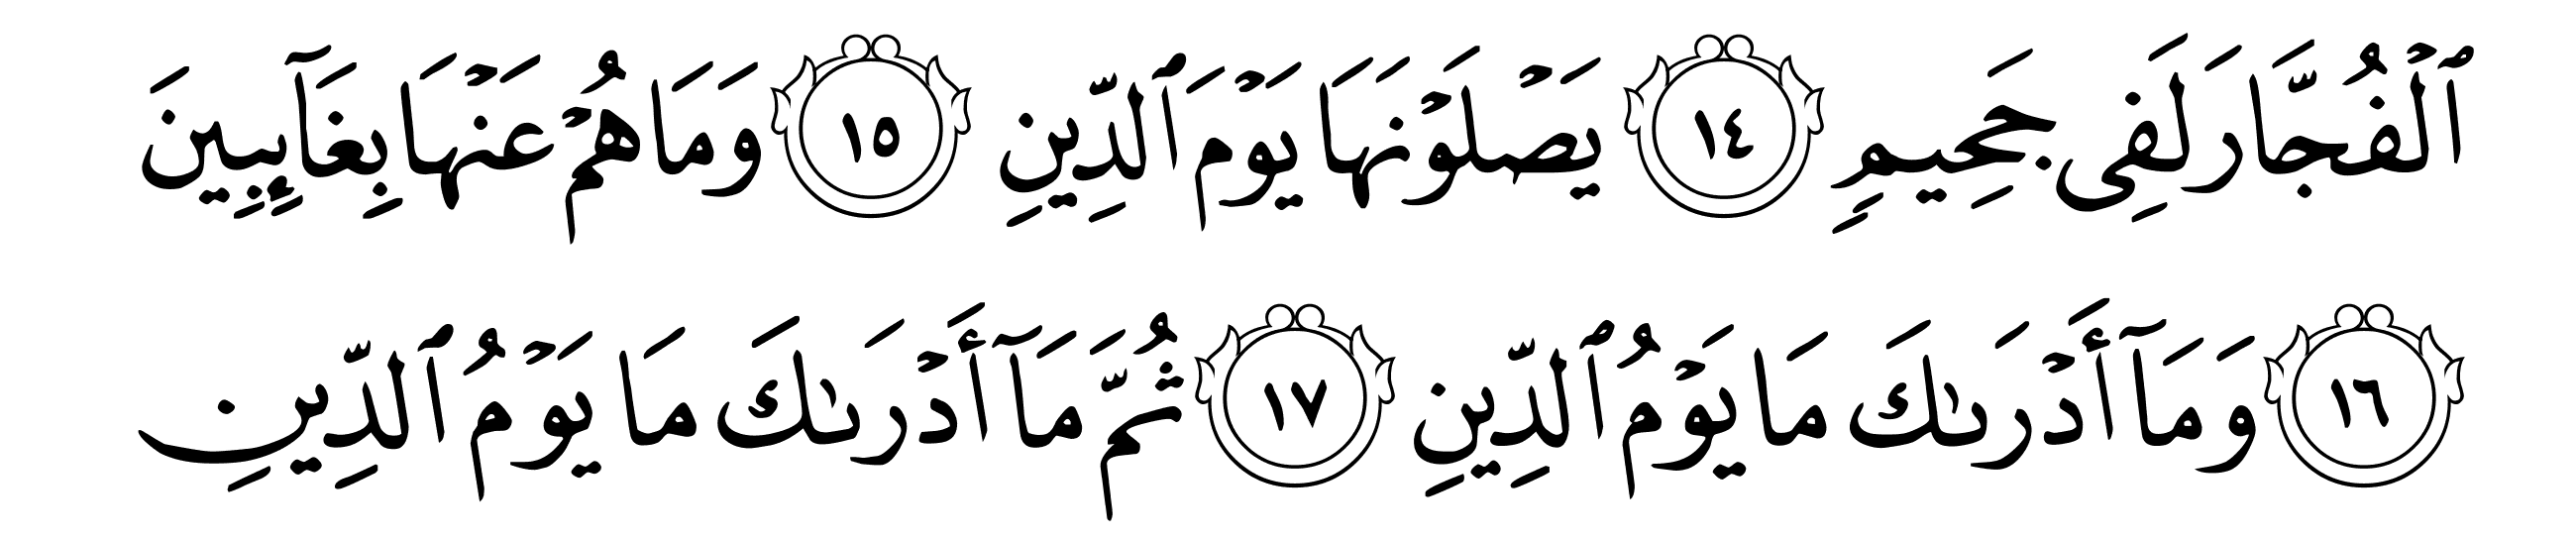 ٱلْفُجَّارَ لَفِى جَحِيمٍ ١٤ يَصْلَوْنَهَا يَوْمَ ٱلدِّينِ ١٥ وَمَا هُمْ عَنْهَا بِغَآئِبِينَ
١٦ وَمَآ أَدْرَىٰكَ مَا يَوْمُ ٱلدِّينِ ١٧ ثُمَّ مَآ أَدْرَىٰكَ مَا يَوْمُ ٱلدِّينِ